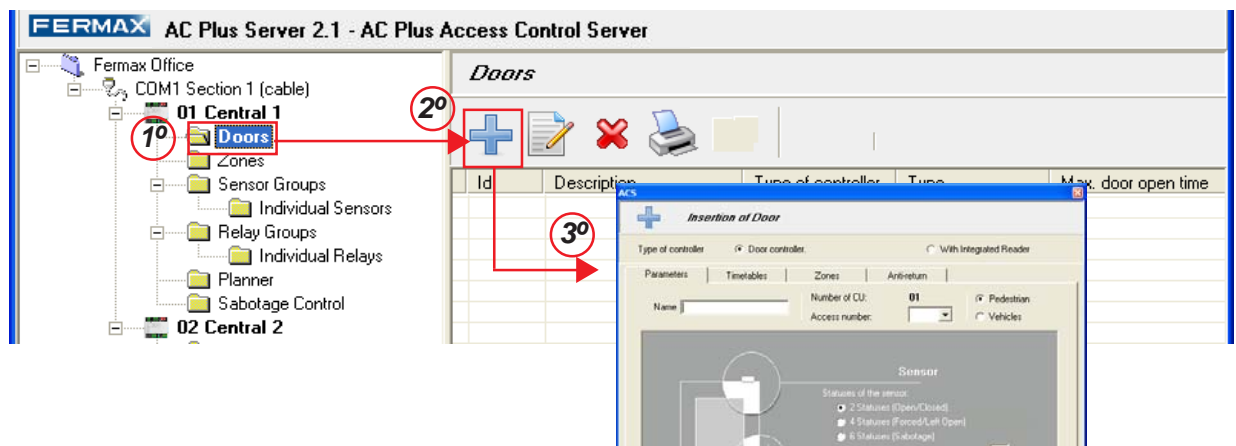 FERMAX AC Plus Server 2.1 - AC Plus Access Control Server
Fermax Office
COM1 Section 1 (cable)
01 Central 1
Doors
Zones
Sensor Groups
Individual Sensors
Relay Groups
Individual Relays
Planner
Sabotage Control
02 Central 2
1º
2º
3º
Doors
Id Description Type of controller Type Max. door open time
ACS
Insertion of Door
Type of controller Door controller. With Integrated Reader
Parameters Timetables Zones Anti-return
Name Number of CU: 01 Pedestrian
Access number: Vehicles
Sensor
Statuses of the sensor:
2 Statuses (Open/Closed)
4 Statuses (Forced/Left Open)
6 Statuses (Sabotage)